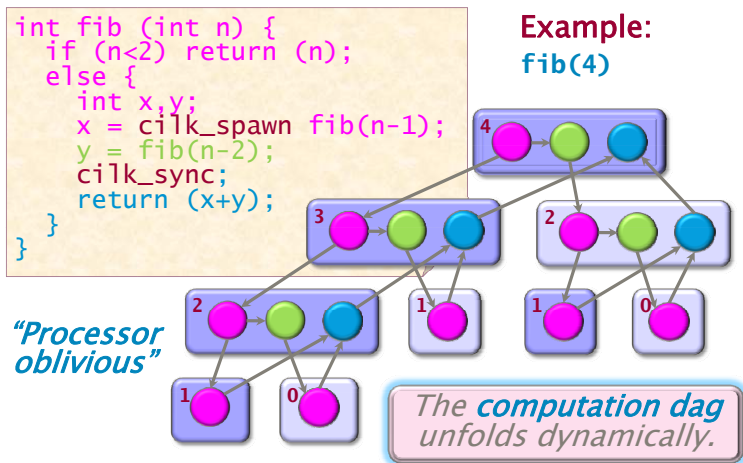 int fib (int n) {
  if (n<2) return (n);
  else {
    int x,y;
    x = cilk_spawn fib(n-1);
    y = fib(n-2);
    cilk_sync;
    return (x+y);
  }
}
Example:
fib(4)
4
3
2
2
1
1
0
1
0
“Processor
oblivious”
The computation dag
unfolds dynamically.